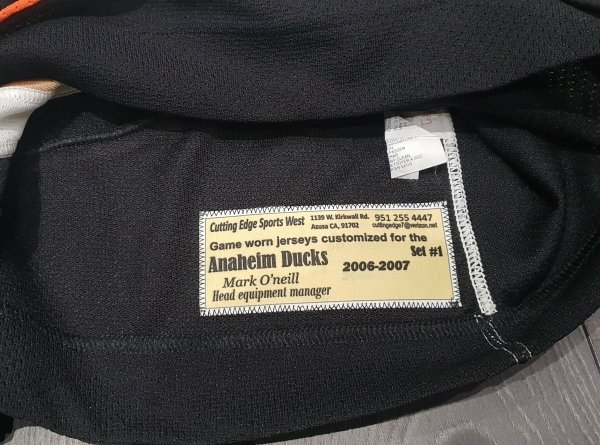 Cutting Edge Sports West 1139 W. Kirkwall Rd. 951 255 4447
Azusa CA, 91702 cuttingedge7@verizon.net
Game worn jerseys customized for the
Anaheim Ducks Set #1
2006-2007
Mark O'neill
Head equipment manager